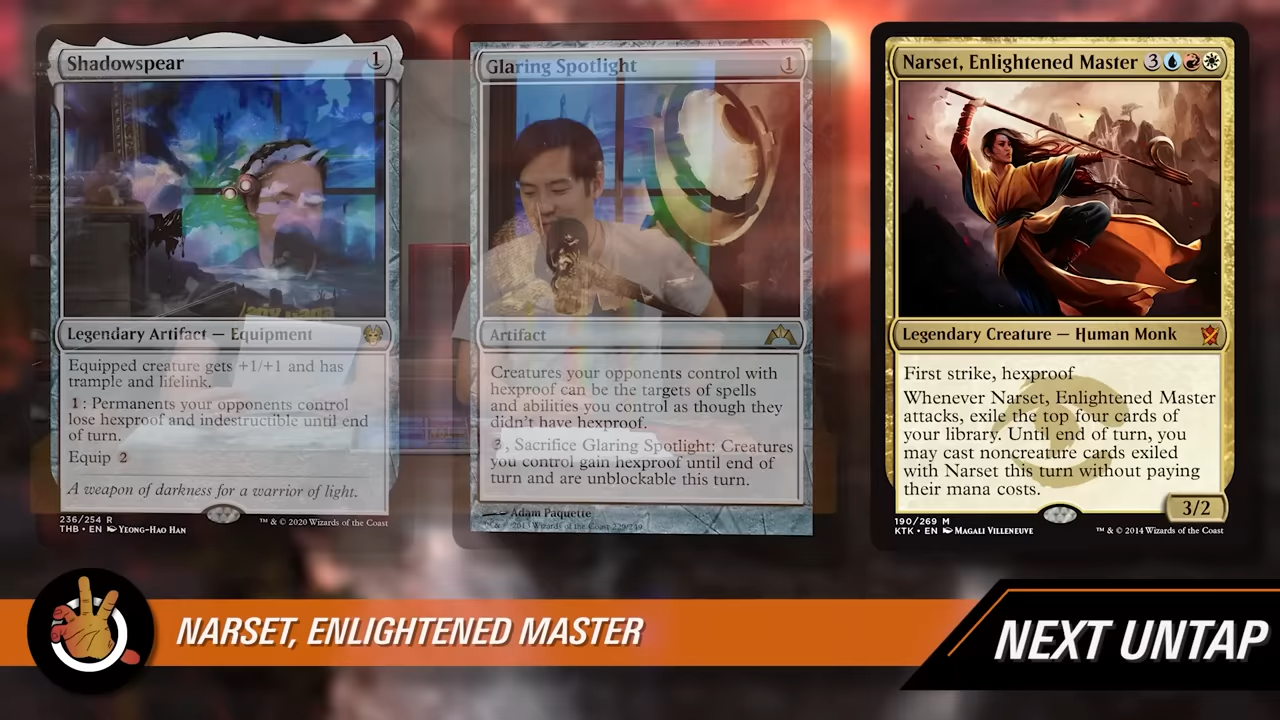 Shadowspear 1
Legendary Artifact — Equipment
Equipped creature gets +1/+1 and has
trample and lifelink.
1: Permanents your opponents control
lose hexproof and indestructible until end
of turn.
Equip 2
A weapon of darkness for a warrior of light.
236/254 R
THB • EN Yeong-Hao Han
™ & © 2020 Wizards of the Coast
Glaring Spotlight 1
Artifact
Creatures your opponents control with
hexproof can be the targets of spells
and abilities you control as though they
didn't have hexproof.
3, Sacrifice Glaring Spotlight: Creatures
you control gain hexproof until end of
turn and are unblockable this turn.
Adam Paquette
™ & © 2013 Wizards of the Coast 229/249
Narset, Enlightened Master 3
Legendary Creature — Human Monk
First strike, hexproof
Whenever Narset, Enlightened Master
attacks, exile the top four cards of
your library. Until end of turn, you
may cast noncreature cards exiled
with Narset this turn without paying
their mana costs.
3/2
190/269 M
KTK • EN Magali Villeneuve
™ & © 2014 Wizards of the Coast
NARSET, ENLIGHTENED MASTER
NEXT UNTAP